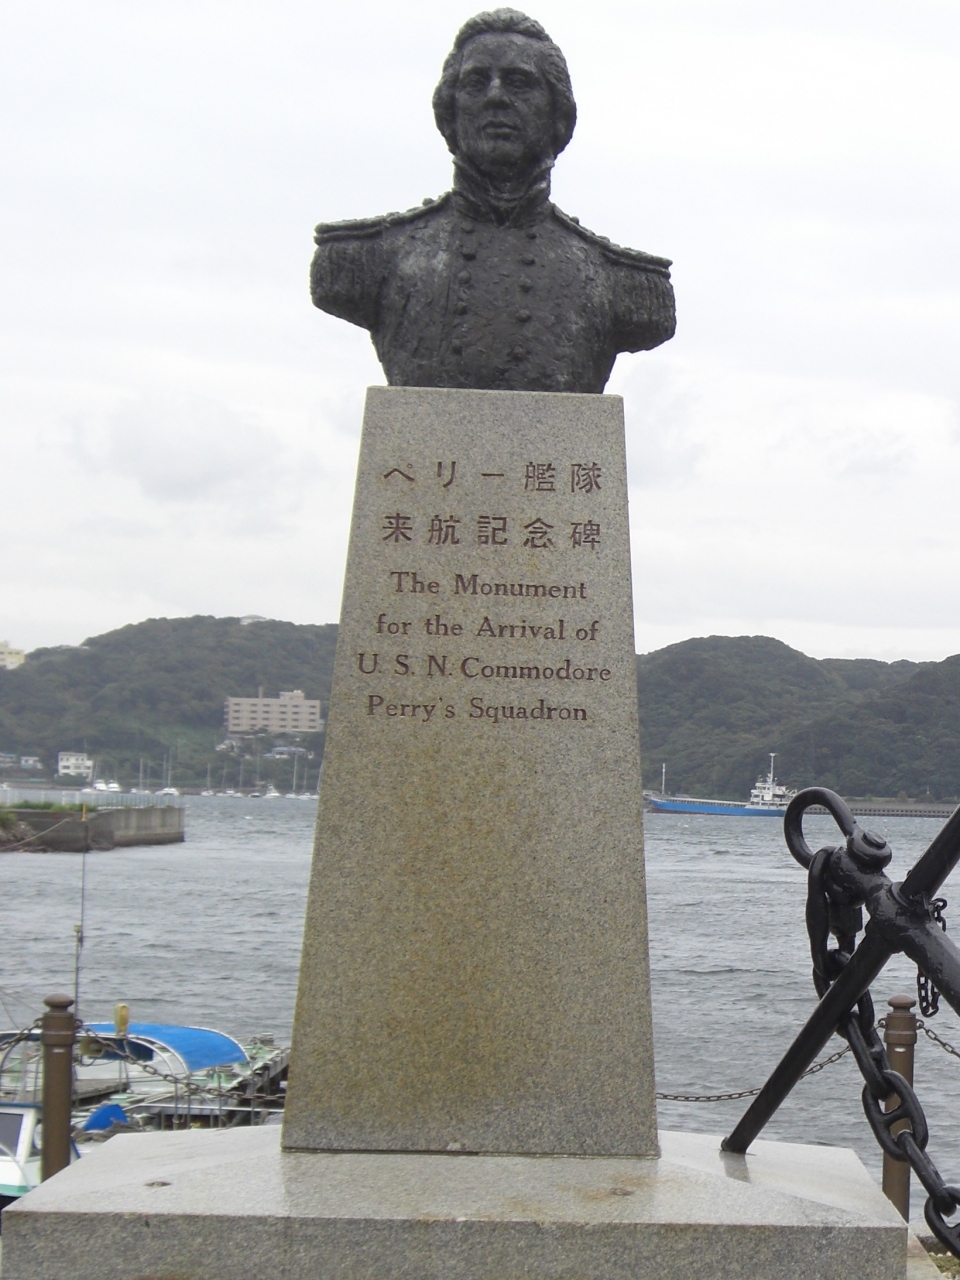 ペリー艦隊
来航記念碑
The Monument
for the Arrival of
U.S.N.Commodore
Perry's Squadron